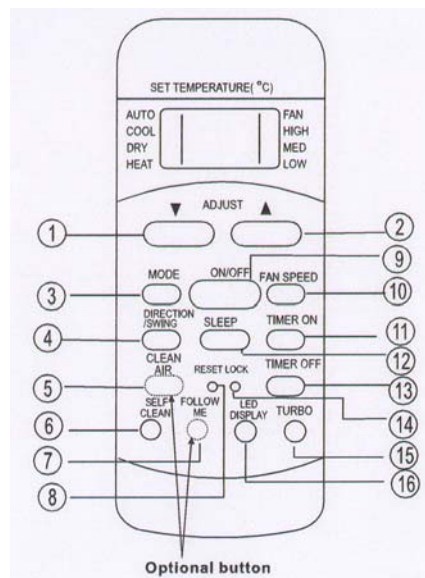 SET TEMPERATURE(°C)
AUTO FAN
COOL HIGH
DRY MED
HEAT LOW
▼ ADJUST ▲
1 2
9
MODE ON/OFF FAN SPEED
3 10
DIRECTION
/SWING SLEEP TIMER ON
4 11
CLEAN
AIR 12
RESET LOCK TIMER OFF
5 13
SELF
CLEAN FOLLOW
ME LED
DISPLAY TURBO
6 14
7 15
8 16
Optional button